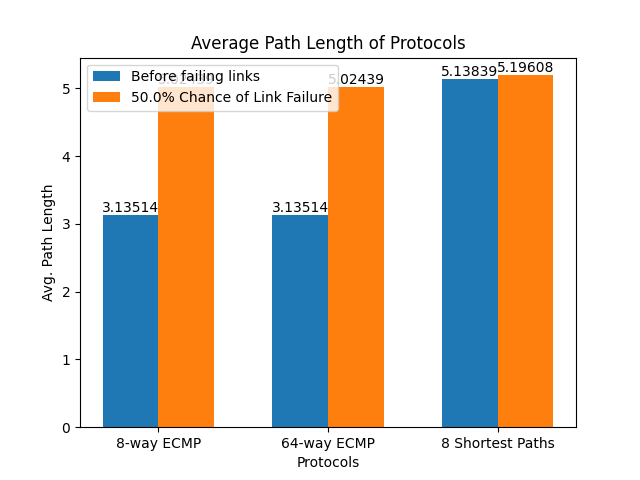 Average Path Length of Protocols
Before failing links
50.0% Chance of Link Failure
3.13514
3.13514
5.02439
5.13839
5.19608
Avg. Path Length
5
4
3
2
1
0
8-way ECMP
64-way ECMP
8 Shortest Paths
Protocols